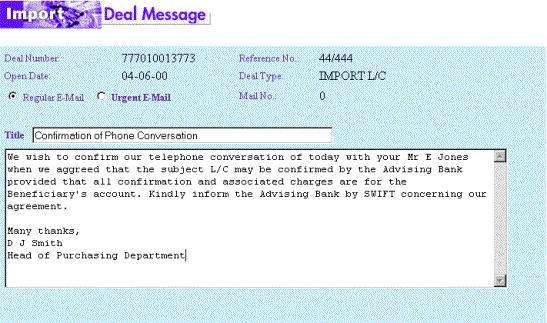 Import Deal Message
Deal Number: 777010013773 Reference No.: 44/444
Open Date: 04-06-00 Deal Type: IMPORT L/C
Regular E-Mail Urgent E-Mail Mail No.: 0
Title Confirmation of Phone Conversation
We wish to confirm our telephone conversation of today with your Mr E Jones
when we aggreed that the subject L/C may be confirmed by the Advising Bank
provided that all confirmation and associated charges are for the
Beneficiary's account. Kindly inform the Advising Bank by SWIFT concerning our
agreement.
Many thanks,
D J Smith
Head of Purchasing Department